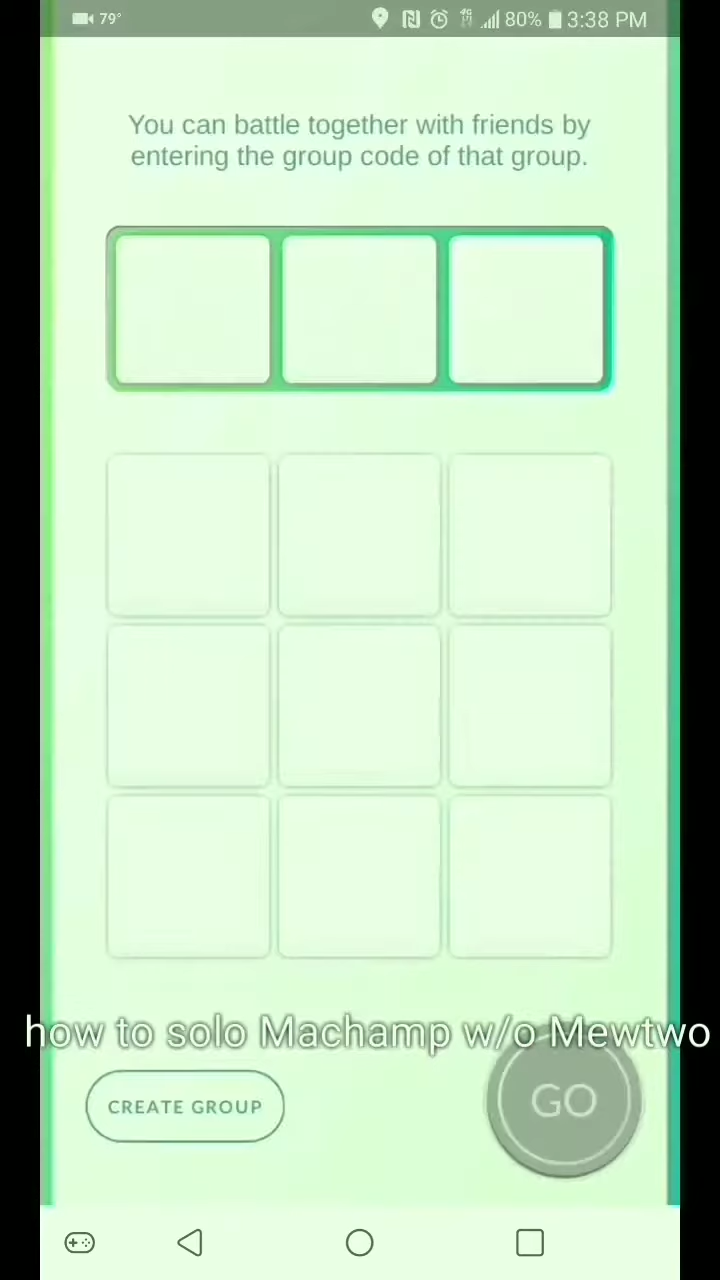 79° 80% 3:38 PM
You can battle together with friends by
entering the group code of that group.
how to solo Machamp w/o Mewtwo
CREATE GROUP
GO